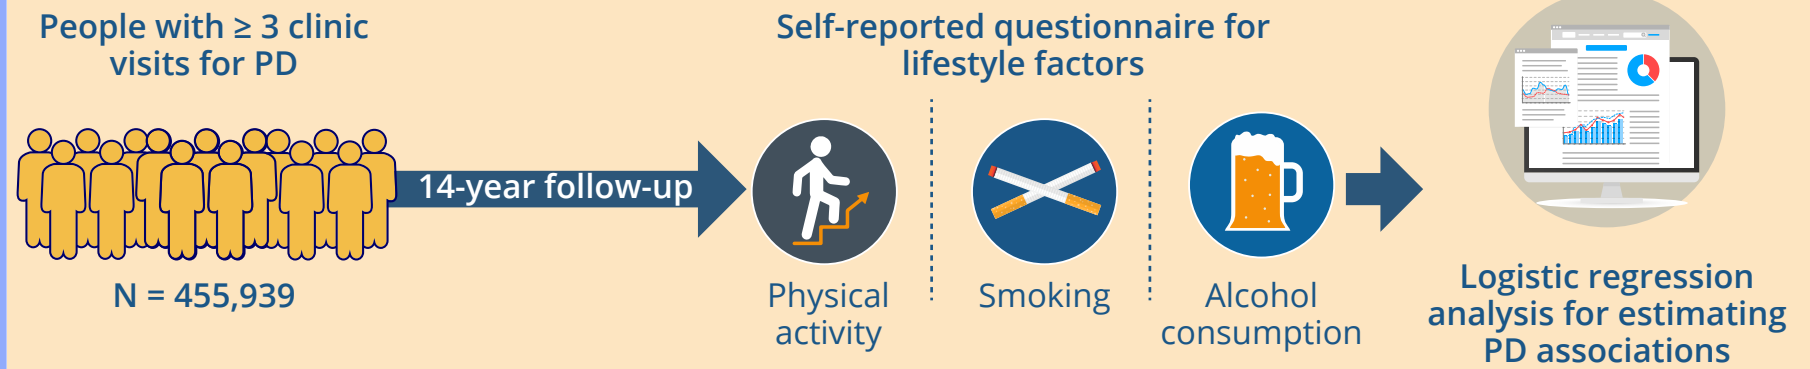 People with ≥ 3 clinic
visits for PD
N = 455,939
14-year follow-up
Self-reported questionnaire for
lifestyle factors
Physical
activity
Smoking
Alcohol
consumption
Logistic regression
analysis for estimating
PD associations